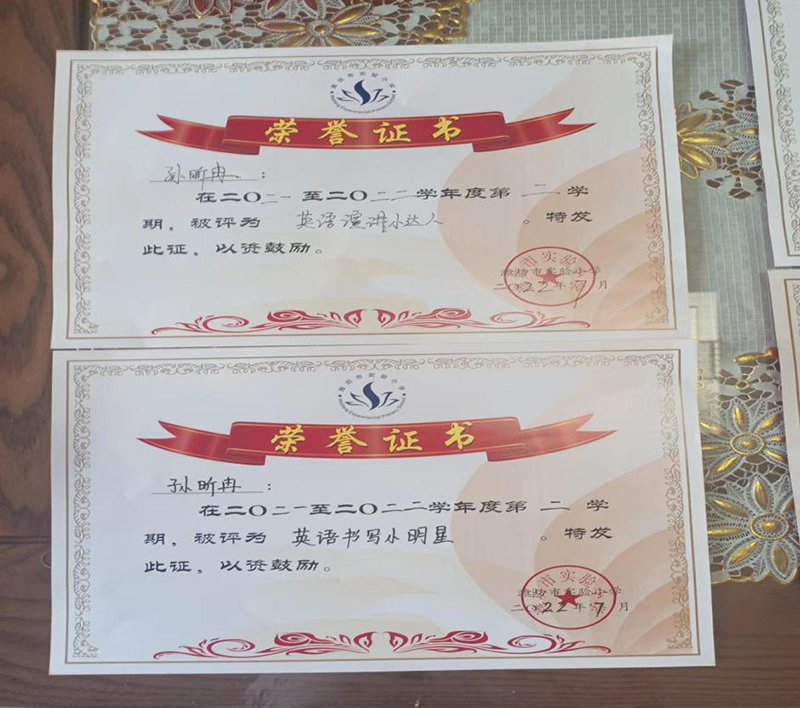 荣誉证书
孙昕冉:
在二〇二一至二〇二二学年度第二学
期,被评为 英语演讲小达人 。特发
此证,以资鼓励。
潍坊市实验小学
二〇22年7月
荣誉证书
孙昕冉:
在二〇二一至二〇二二学年度第二学
期,被评为 英语书写小明星 。特发
此证,以资鼓励。
潍坊市实验小学
二〇22年7月